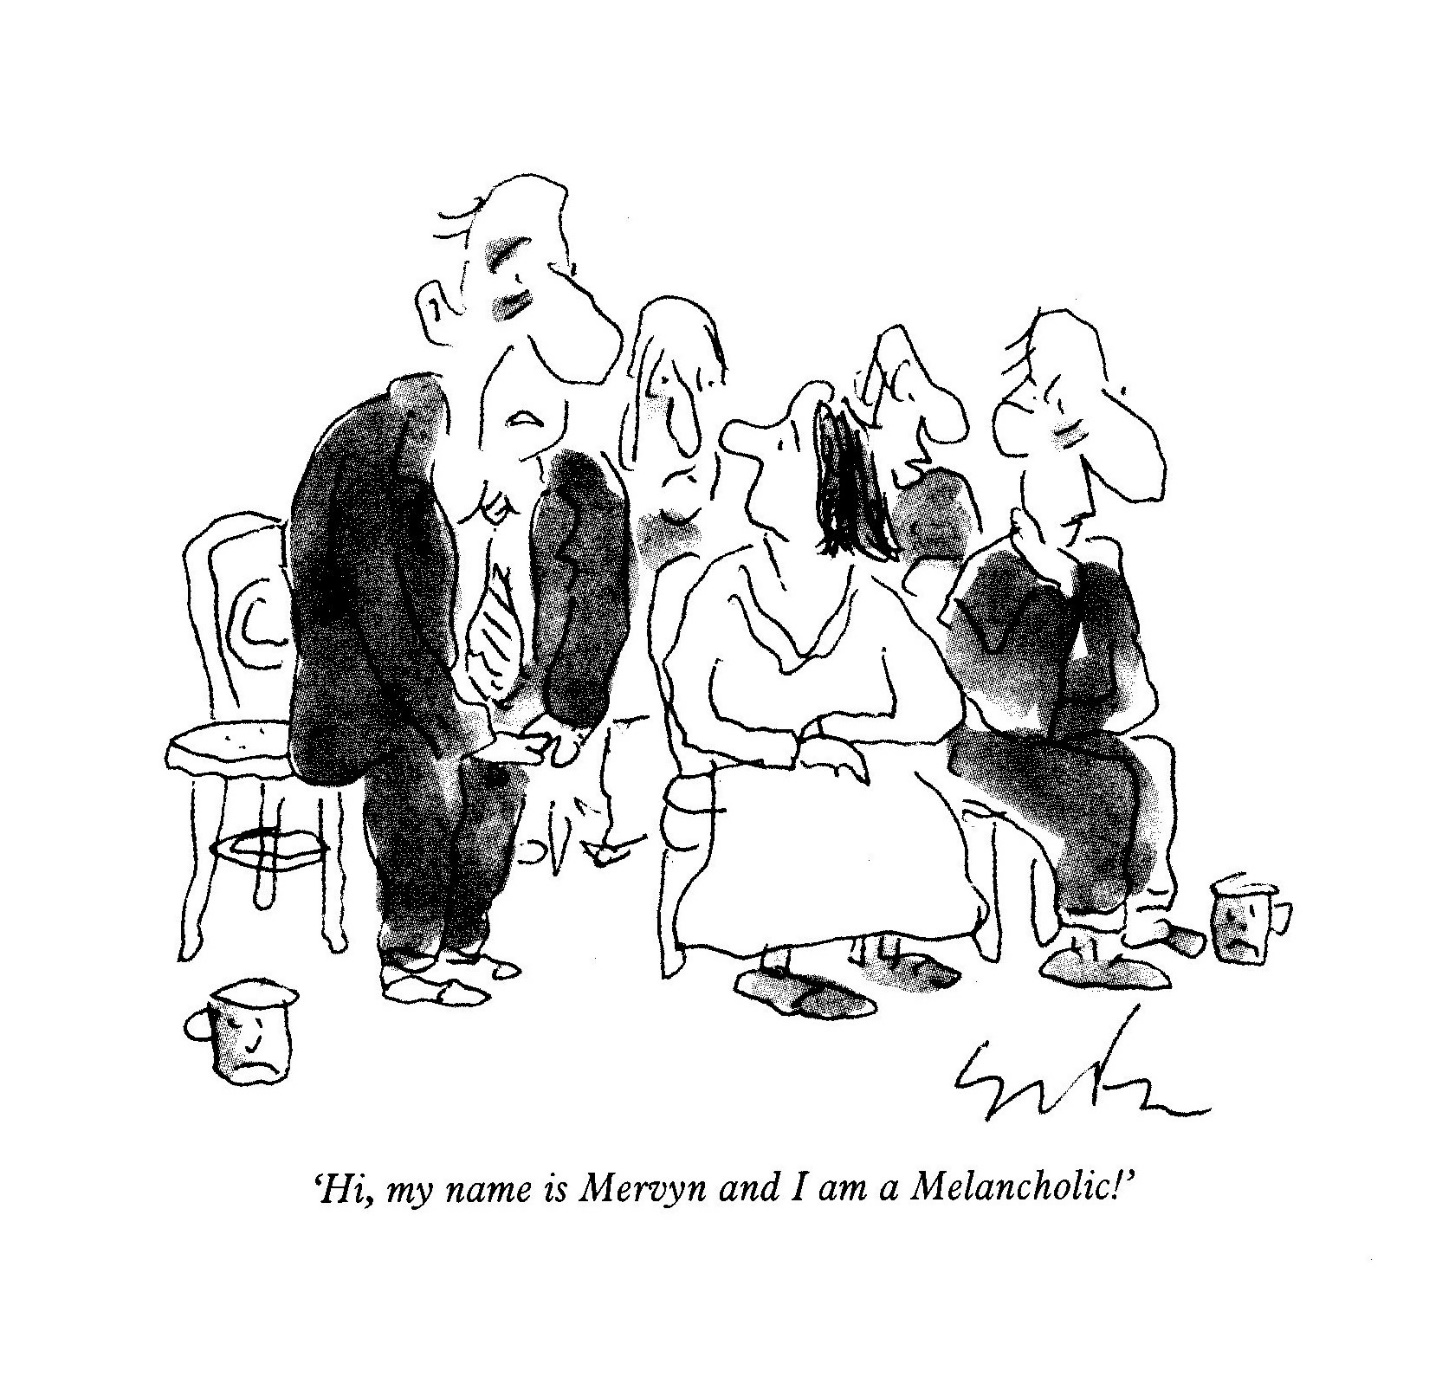 ‘Hi, my name is Mervyn and I am a Melancholic!’